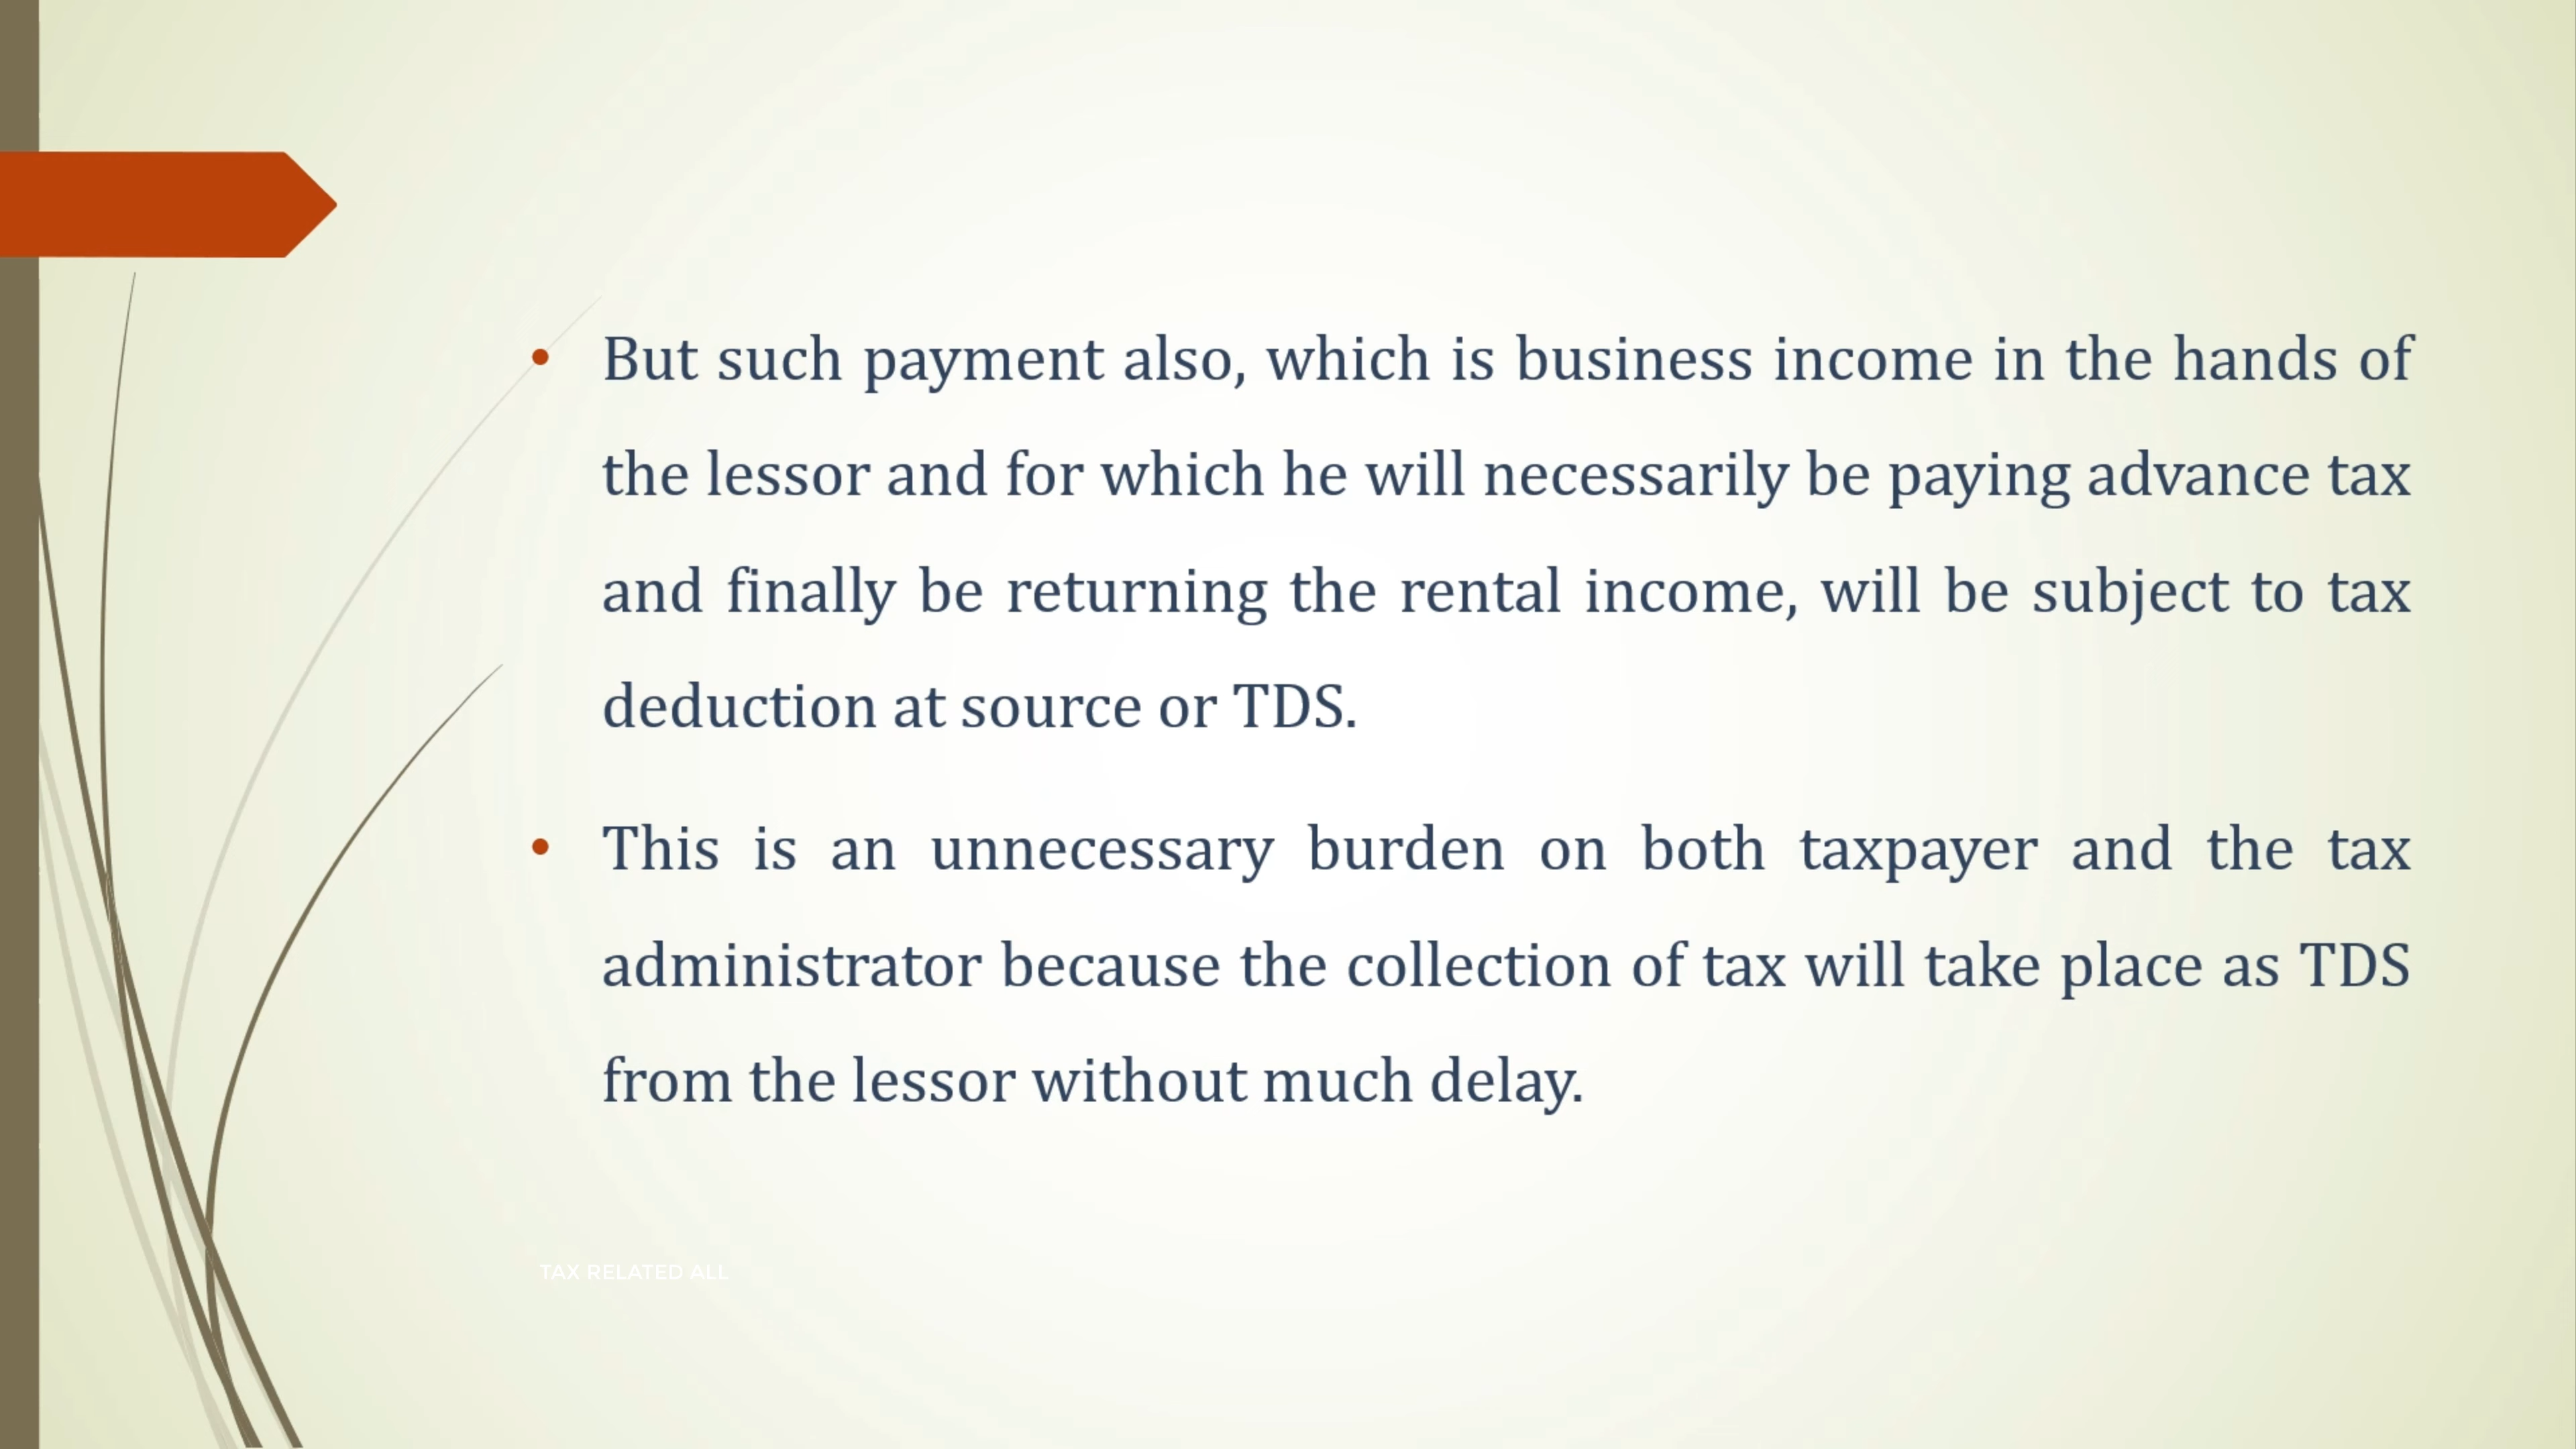 • But such payment also, which is business income in the hands of
the lessor and for which he will necessarily be paying advance tax
and finally be returning the rental income, will be subject to tax
deduction at source or TDS.
• This is an unnecessary burden on both taxpayer and the tax
administrator because the collection of tax will take place as TDS
from the lessor without much delay.
TAX RELATED ALL